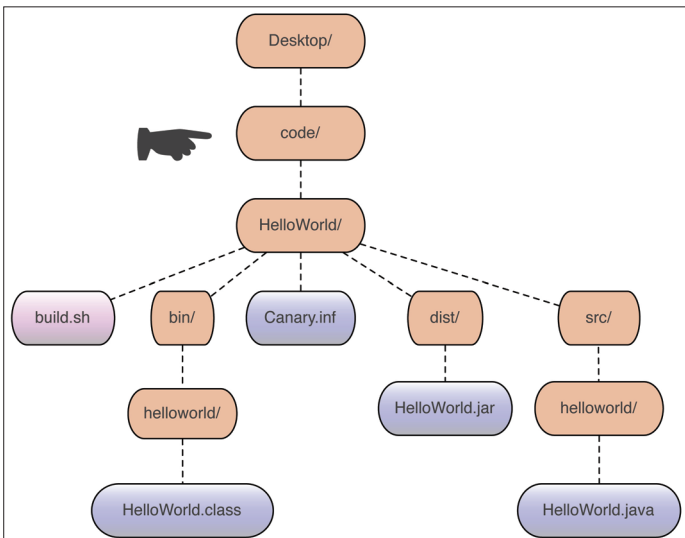 Desktop/
code/
HelloWorld/
build.sh
bin/
Canary.inf
dist/
src/
helloworld/
HelloWorld.jar
helloworld/
HelloWorld.class
HelloWorld.java